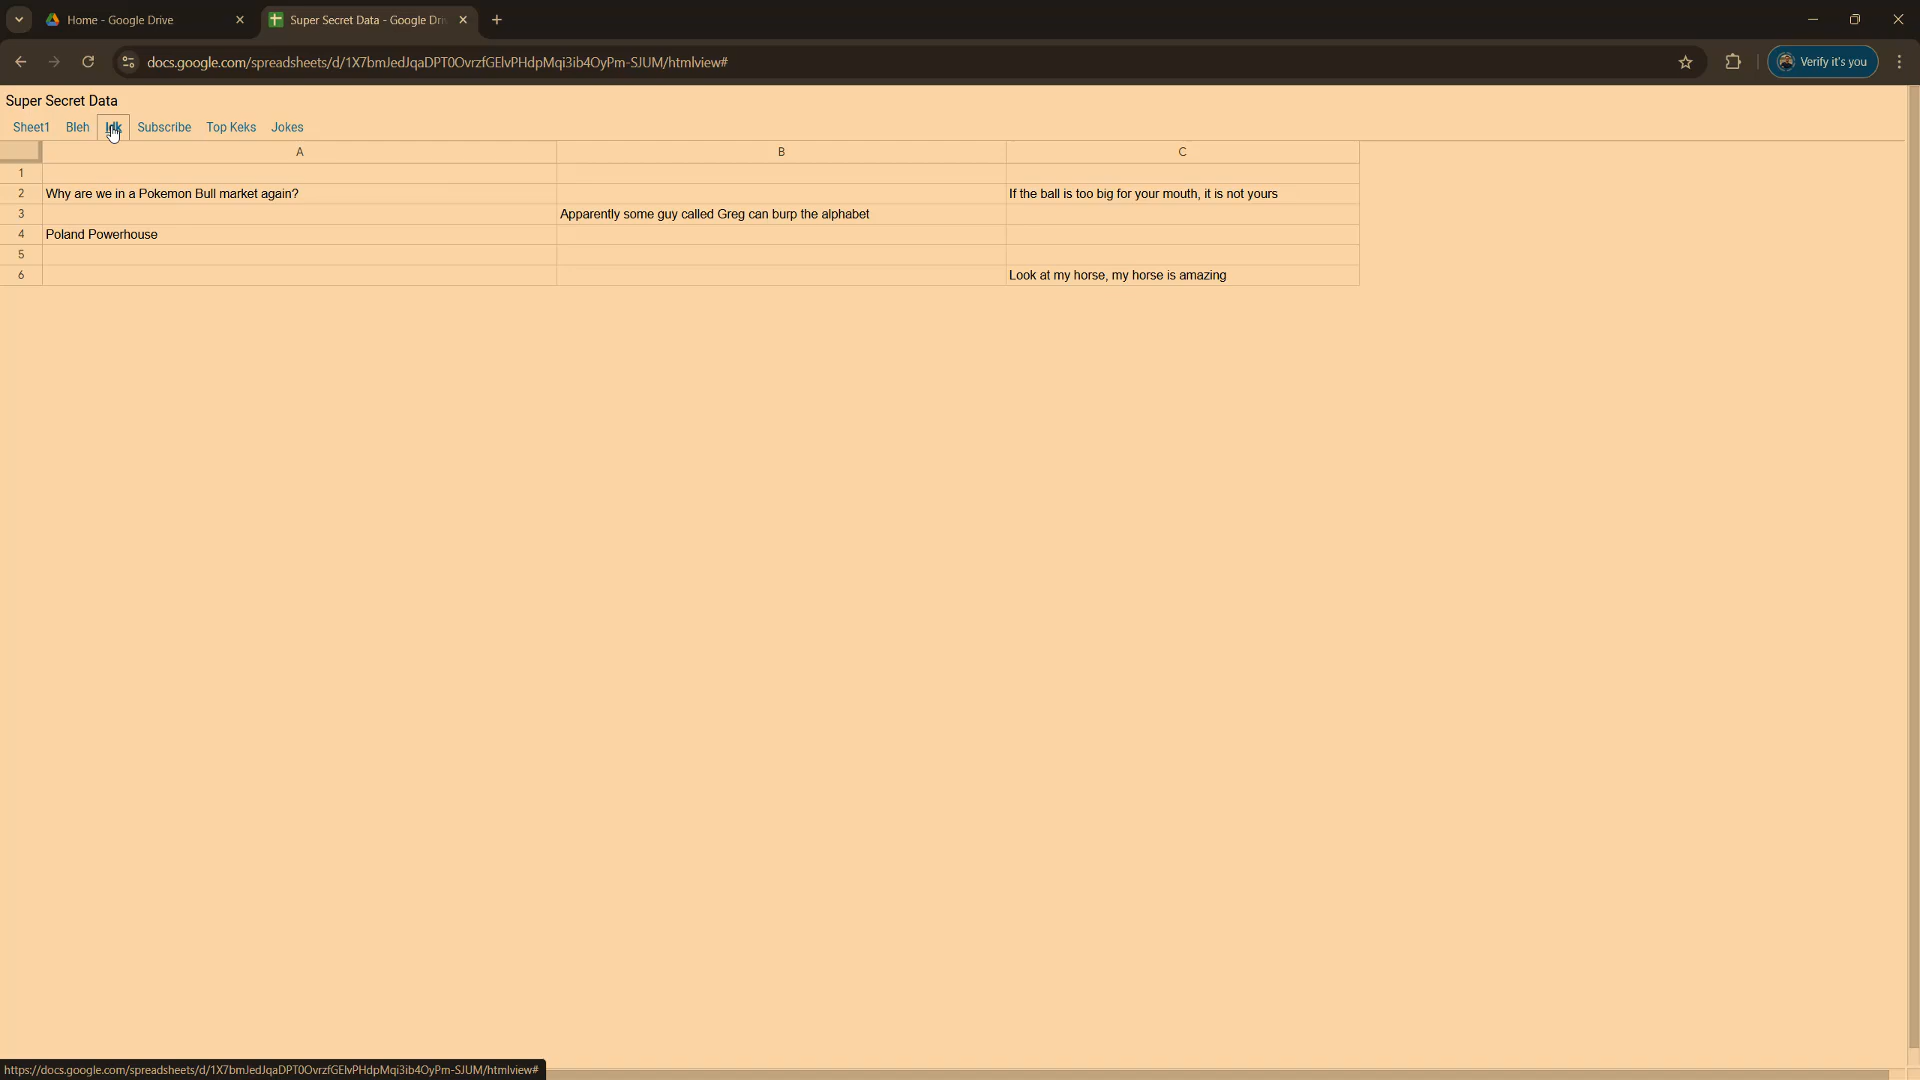 Home - Google Drive
Super Secret Data - Google Dri
docs.google.com/spreadsheets/d/1X7bmJedJqaDPT0OvrzfGElvPHdpMqi3ib4OyPm-SJUM/htmlview#
Verify it's you
Super Secret Data
Sheet1 Bleh Idk Subscribe Top Keks Jokes
A B C
1
2 Why are we in a Pokemon Bull market again? If the ball is too big for your mouth, it is not yours
3 Apparently some guy called Greg can burp the alphabet
4 Poland Powerhouse
5
6 Look at my horse, my horse is amazing
https://docs.google.com/spreadsheets/d/1X7bmJedJqaDPT0OvrzfGElvPHdpMqi3ib4OyPm-SJUM/htmlview#